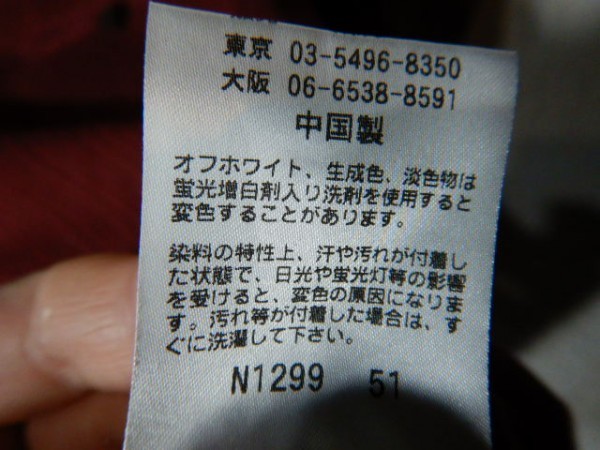 東京 03-5496-8350
大阪 06-6538-8591
中国製
オフホワイト、生成色、淡色物は
蛍光増白剤入り洗剤を使用すると
変色することがあります。
染料の特性上、汗や汚れが付着し
た状態で、日光や蛍光灯等の影響
を受けると、変色の原因になりま
す。汚れ等が付着した場合は、す
ぐに洗濯して下さい。
N1299 51